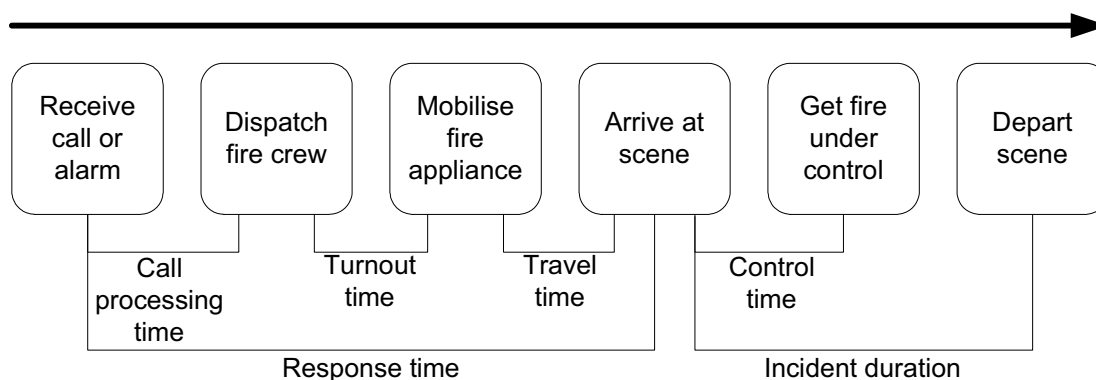 Receive
call or
alarm
Dispatch
fire crew
Mobilise
fire
appliance
Arrive at
scene
Get fire
under
control
Depart
scene
Call
processing
time
Turnout
time
Travel
time
Control
time
Response time
Incident duration